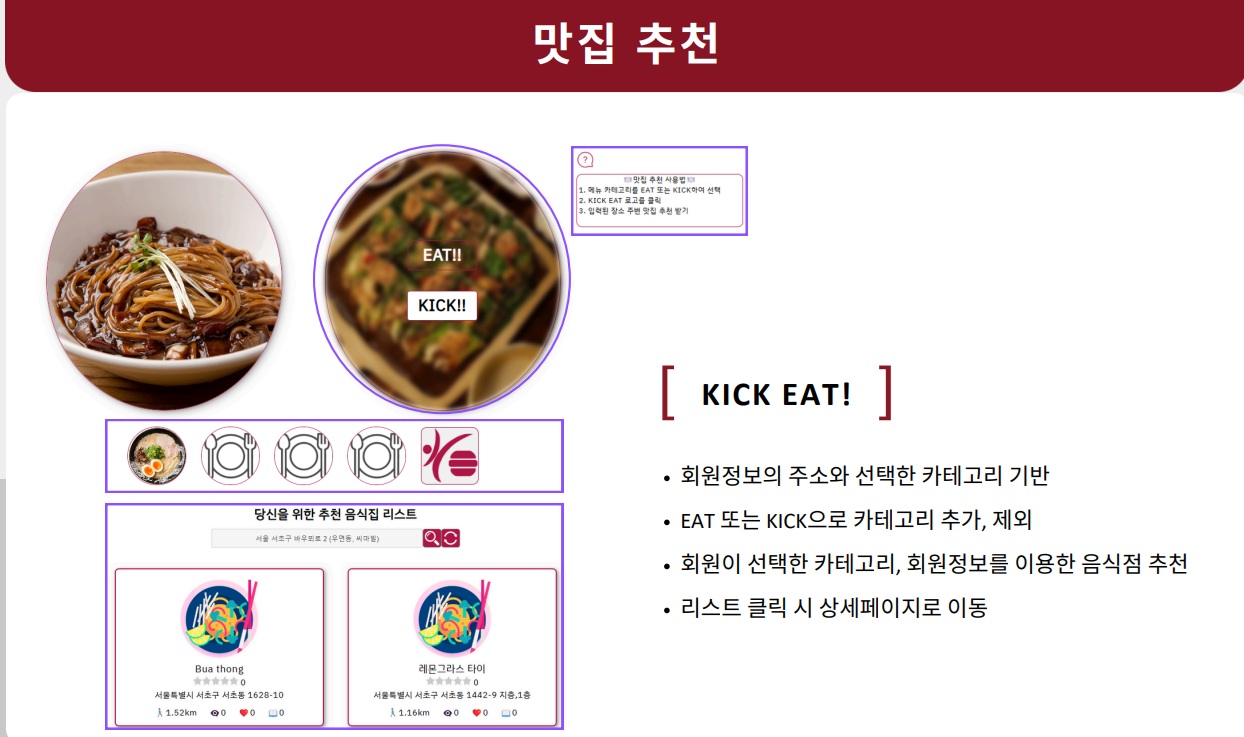 맛집 추천
?
맛집 추천 사용법
1. 메뉴 카테고리를 EAT 또는 KICK하여 선택
2. KICK EAT 로고를 클릭
3. 입력된 장소 주변 맛집 추천 받기
EAT!!
KICK!!
당신을 위한 추천 음식집 리스트
서울 서초구 바우뫼로 2 (우면동, 씨마빌)
Bua thong
0
서울특별시 서초구 서초동 1628-10
1.52km 0 0 0
레몬그라스 타이
0
서울특별시 서초구 서초동 1442-9 지층,1층
1.16km 0 0 0
[ KICK EAT! ]
• 회원정보의 주소와 선택한 카테고리 기반
• EAT 또는 KICK으로 카테고리 추가, 제외
• 회원이 선택한 카테고리, 회원정보를 이용한 음식점 추천
• 리스트 클릭 시 상세페이지로 이동